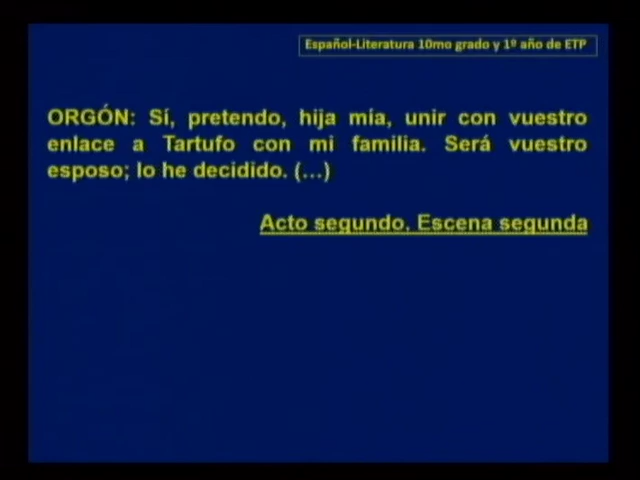 Español-Literatura 10mo grado y 1º año de ETP
ORGÓN: Sí, pretendo, hija mía, unir con vuestro
enlace a Tartufo con mi familia. Será vuestro
esposo; lo he decidido. (...)
Acto segundo. Escena segunda